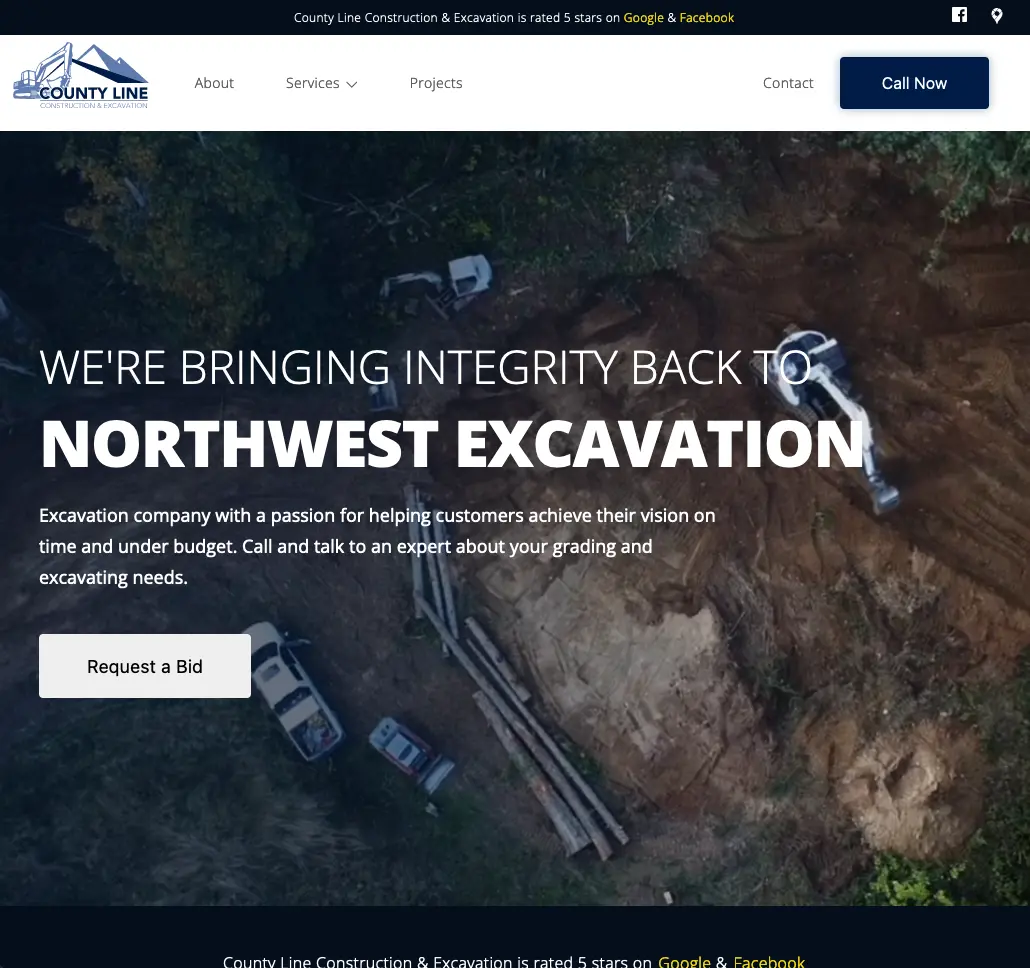 County Line Construction & Excavation is rated 5 stars on Google & Facebook
COUNTY LINE
CONSTRUCTION & EXCAVATION
About
Services
Projects
Contact
Call Now
WE'RE BRINGING INTEGRITY BACK TO
NORTHWEST EXCAVATION
Excavation company with a passion for helping customers achieve their vision on
time and under budget. Call and talk to an expert about your grading and
excavating needs.
Request a Bid
County Line Construction & Excavation is rated 5 stars on Google & Facebook